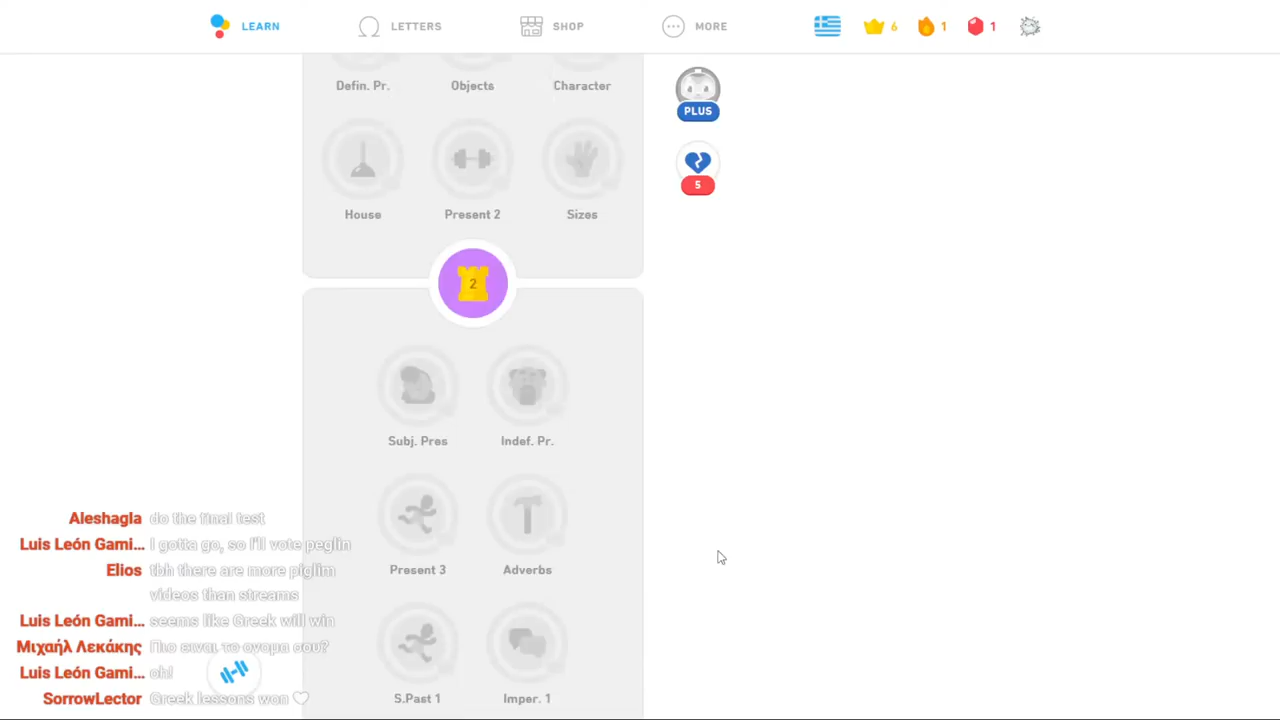 LEARN
LETTERS
SHOP
MORE
6
1
1
Defin. Pr.
Objects
Character
PLUS
5
House
Present 2
Sizes
2
Subj. Pres
Indef. Pr.
Present 3
Adverbs
S.Past 1
Imper. 1
Aleshagla do the final test
Luis León Gami... I gotta go, so I'll vote peglin
Elios tbh there are more piglim
videos than streams
Luis León Gami... seems like Greek will win
Μιχαήλ Λεκάκης Πιο ειναι το ονομα σου?
Luis León Gami... oh!
SorrowLector Greek lessons won ♡